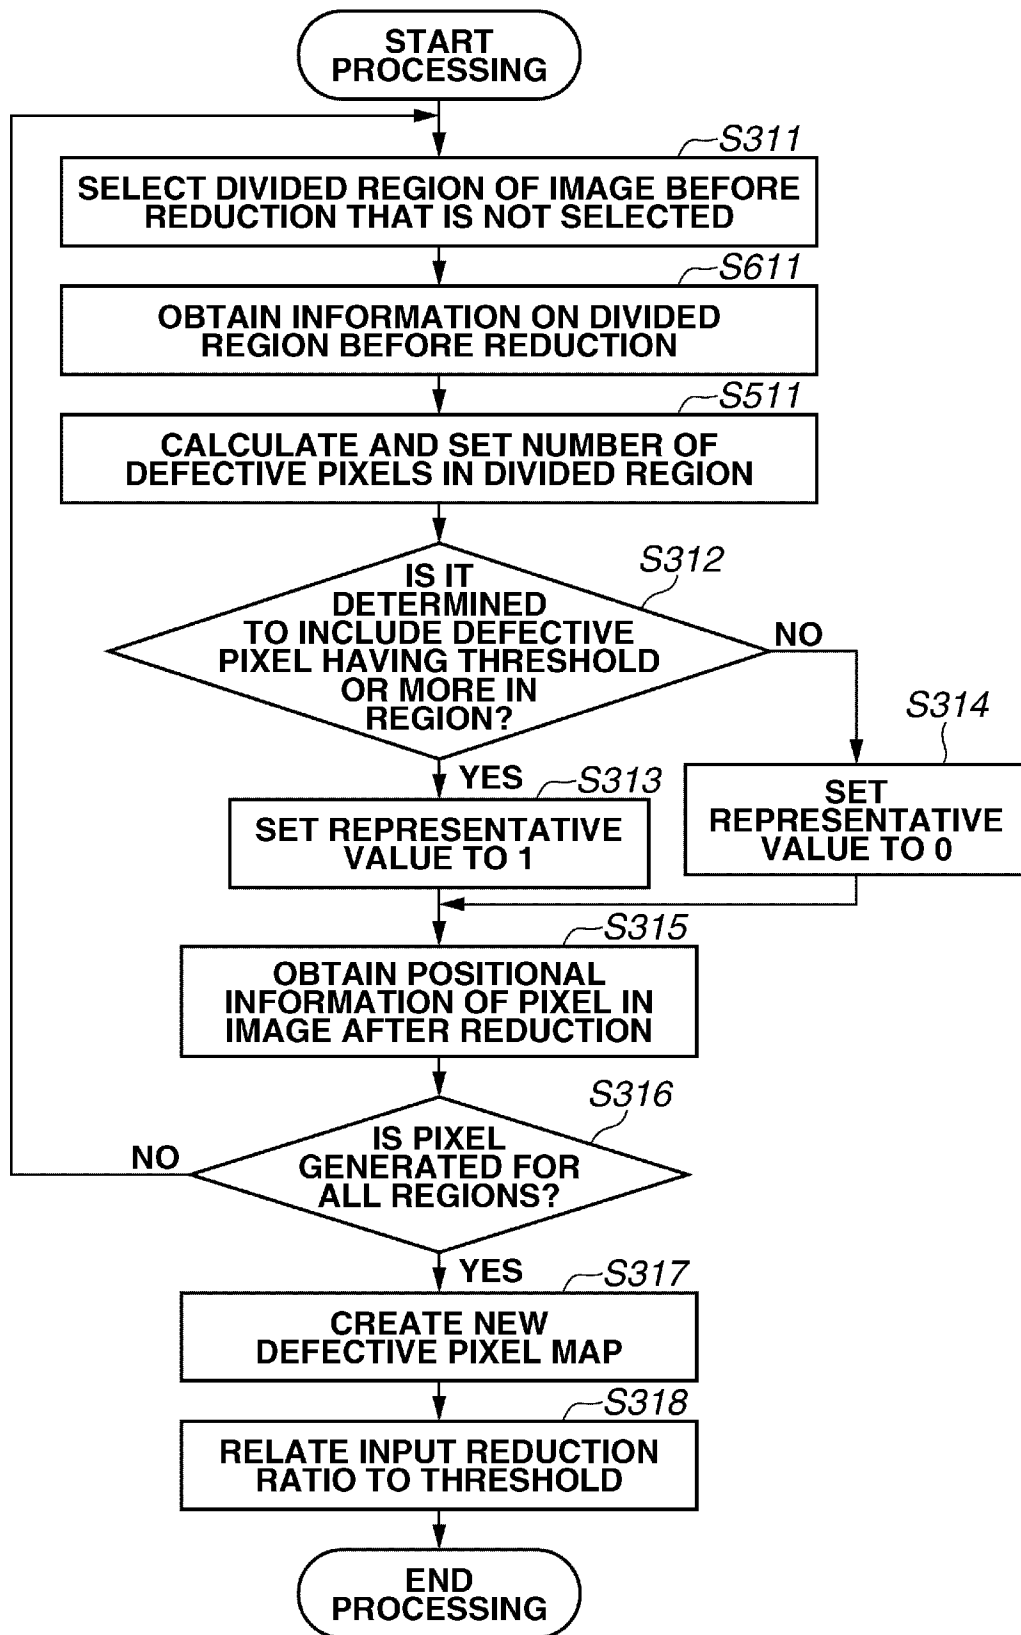 START
PROCESSING
S311
SELECT DIVIDED REGION OF IMAGE BEFORE
REDUCTION THAT IS NOT SELECTED
S611
OBTAIN INFORMATION ON DIVIDED
REGION BEFORE REDUCTION
S511
CALCULATE AND SET NUMBER OF
DEFECTIVE PIXELS IN DIVIDED REGION
S312
IS IT
DETERMINED
TO INCLUDE DEFECTIVE
PIXEL HAVING THRESHOLD
OR MORE IN
REGION?
NO
YES
S313
SET REPRESENTATIVE
VALUE TO 1
S314
SET
REPRESENTATIVE
VALUE TO 0
S315
OBTAIN POSITIONAL
INFORMATION OF PIXEL IN
IMAGE AFTER REDUCTION
S316
IS PIXEL
GENERATED FOR
ALL REGIONS?
NO
YES
S317
CREATE NEW
DEFECTIVE PIXEL MAP
S318
RELATE INPUT REDUCTION
RATIO TO THRESHOLD
END
PROCESSING